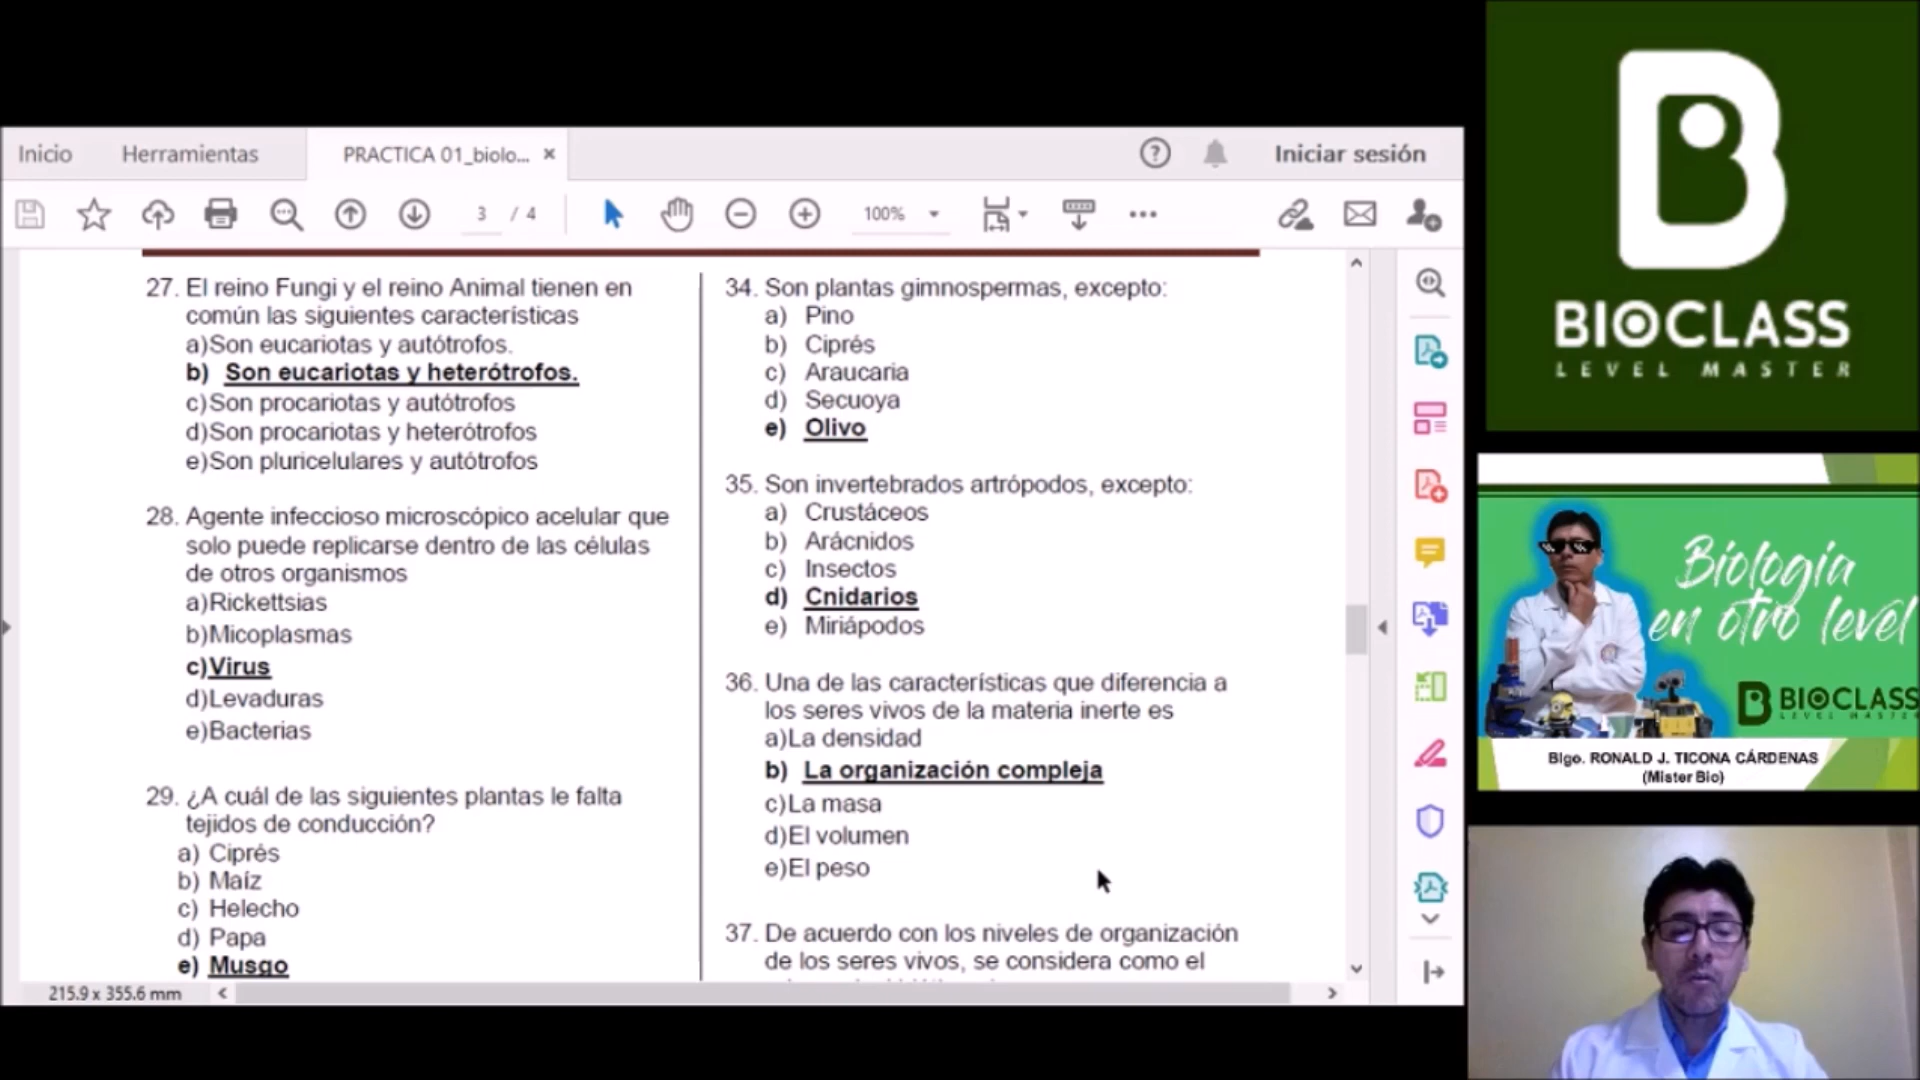 Inicio
Herramientas
PRACTICA 01_biolo...
Iniciar sesión
3 / 4
100%
27. El reino Fungi y el reino Animal tienen en
común las siguientes características
a)Son eucariotas y autótrofos.
b) Son eucariotas y heterótrofos.
c)Son procariotas y autótrofos
d)Son procariotas y heterótrofos
e)Son pluricelulares y autótrofos
28. Agente infeccioso microscópico acelular que
solo puede replicarse dentro de las células
de otros organismos
a)Rickettsias
b)Micoplasmas
c)Virus
d)Levaduras
e)Bacterias
29. ¿A cuál de las siguientes plantas le falta
tejidos de conducción?
a) Ciprés
b) Maíz
c) Helecho
d) Papa
e) Musgo
34. Son plantas gimnospermas, excepto:
a) Pino
b) Ciprés
c) Araucaria
d) Secuoya
e) Olivo
35. Son invertebrados artrópodos, excepto:
a) Crustáceos
b) Arácnidos
c) Insectos
d) Cnidarios
e) Miriápodos
36. Una de las características que diferencia a
los seres vivos de la materia inerte es
a)La densidad
b) La organización compleja
c)La masa
d)El volumen
e)El peso
37. De acuerdo con los niveles de organización
de los seres vivos, se considera como el
215.9 x 355.6 mm
B
BIOCLASS
LEVEL MASTER
Biología
en otro level
BIOCLASS
LEVEL MASTER
Blgo. RONALD J. TICONA CÁRDENAS
(Mister Bio)